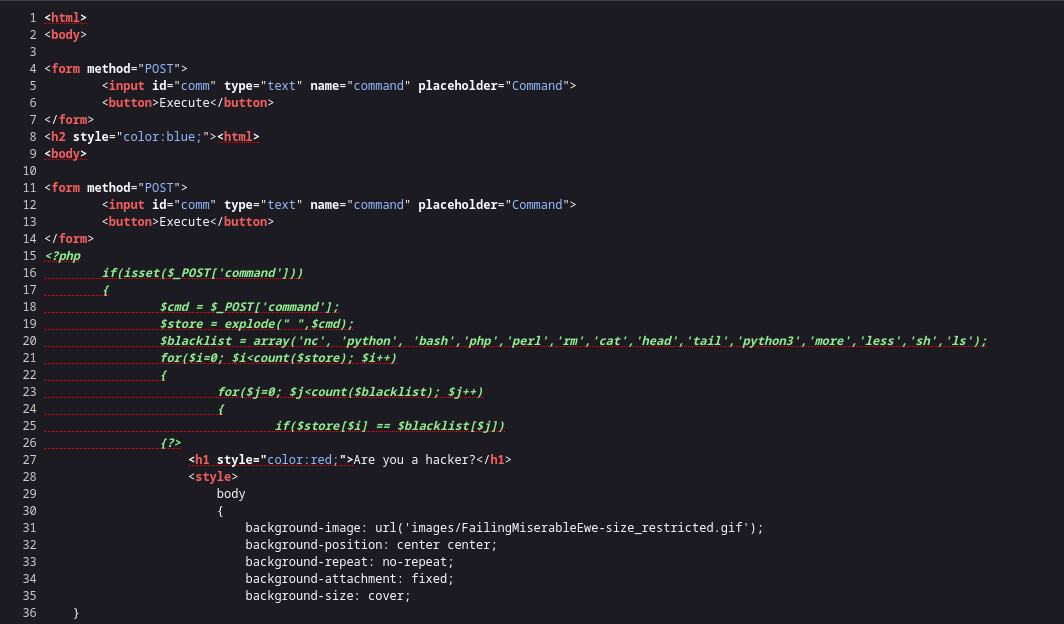 1 <html>
2 <body>
3
4 <form method="POST">
5 <input id="comm" type="text" name="command" placeholder="Command">
6 <button>Execute</button>
7 </form>
8 <h2 style="color:blue;"><html>
9 <body>
10
11 <form method="POST">
12 <input id="comm" type="text" name="command" placeholder="Command">
13 <button>Execute</button>
14 </form>
15 <?php
16 if(isset($_POST['command']))
17 {
18 $cmd = $_POST['command'];
19 $store = explode(" ",$cmd);
20 $blacklist = array('nc', 'python', 'bash','php','perl','rm','cat','head','tail','python3','more','less','sh','ls');
21 for($i=0; $i<count($store); $i++)
22 {
23 for($j=0; $j<count($blacklist); $j++)
24 {
25 if($store[$i] == $blacklist[$j])
26 {?>
27 <h1 style="color:red;">Are you a hacker?</h1>
28 <style>
29 body
30 {
31 background-image: url('images/FailingMiserableEwe-size_restricted.gif');
32 background-position: center center;
33 background-repeat: no-repeat;
34 background-attachment: fixed;
35 background-size: cover;
36 }